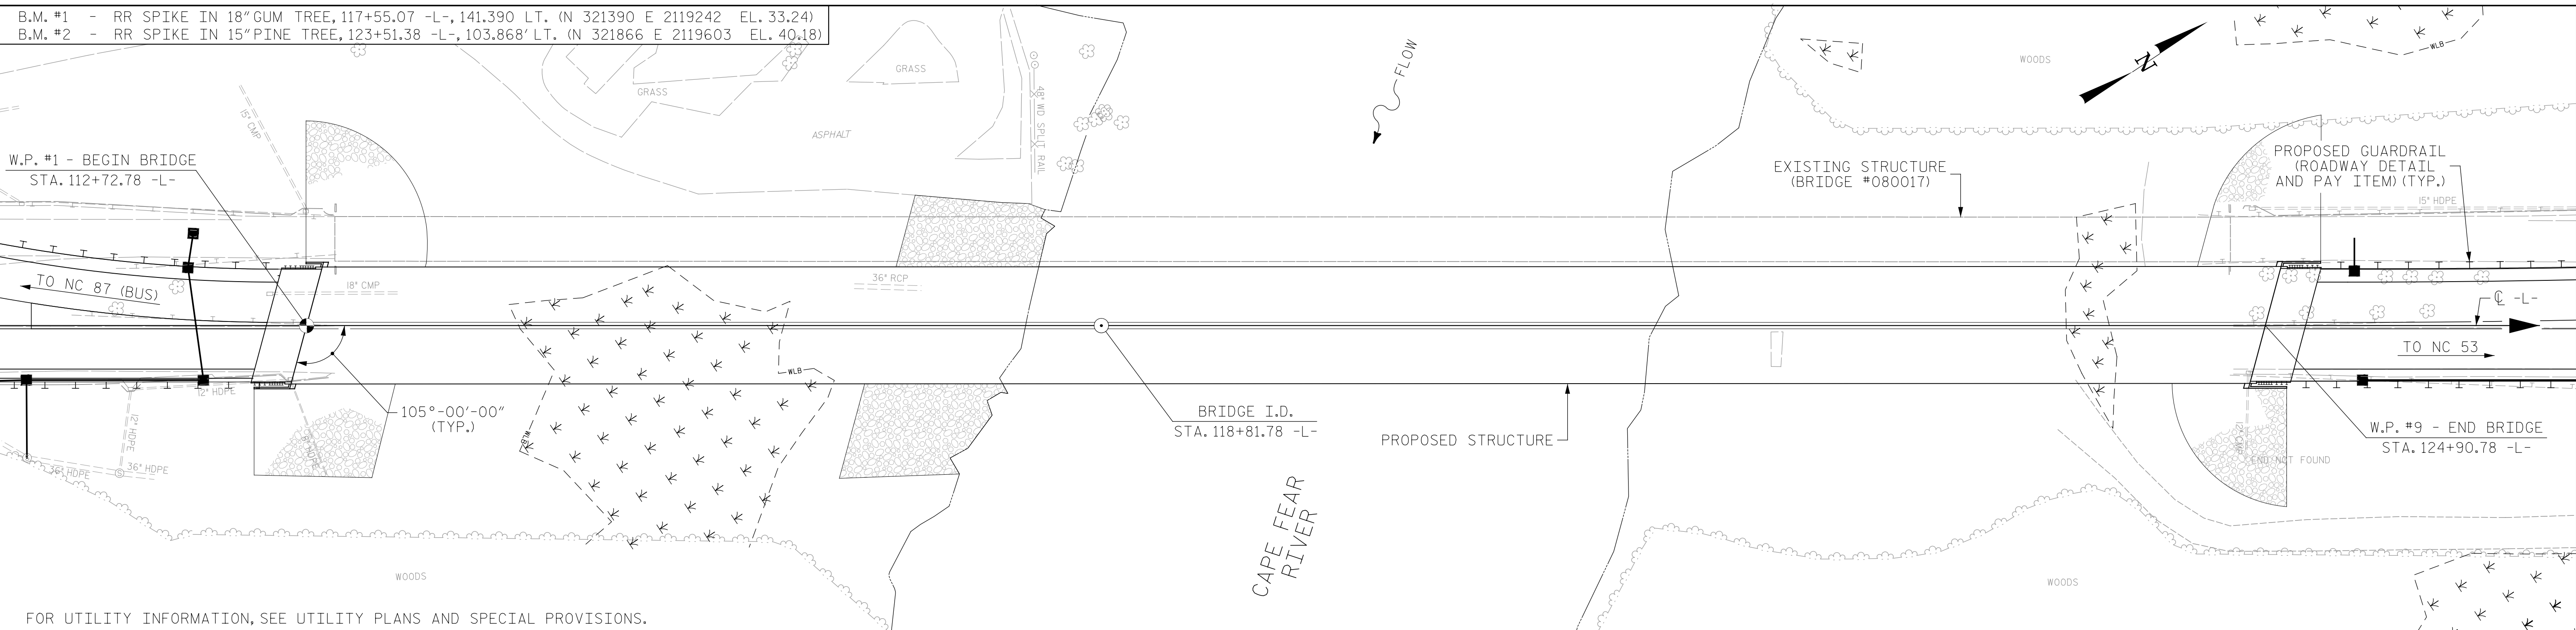 B.M. #1 - RR SPIKE IN 18" GUM TREE, 117+55.07 -L-, 141.390 LT. (N 321390 E 2119242 EL. 33.24)
B.M. #2 - RR SPIKE IN 15" PINE TREE, 123+51.38 -L-, 103.868' LT. (N 321866 E 2119603 EL. 40.18)
FLOW
N
WLB
WOODS
GRASS
GRASS
48" WD SPLIT RAIL
ASPHALT
15" CMP
W.P. #1 - BEGIN BRIDGE
STA. 112+72.78 -L-
EXISTING STRUCTURE
(BRIDGE #080017)
PROPOSED GUARDRAIL
(ROADWAY DETAIL
AND PAY ITEM) (TYP.)
15" HDPE
TO NC 87 (BUS)
18" CMP
36" RCP
℄ -L-
TO NC 53
WLB
12" HDPE
105°-00'-00"
(TYP.)
BRIDGE I.D.
STA. 118+81.78 -L-
PROPOSED STRUCTURE
W.P. #9 - END BRIDGE
STA. 124+90.78 -L-
12" HDPE
WLB
12" CMP
END NOT FOUND
36" HDPE
36" HDPE
CAPE FEAR
RIVER
WOODS
WOODS
FOR UTILITY INFORMATION, SEE UTILITY PLANS AND SPECIAL PROVISIONS.